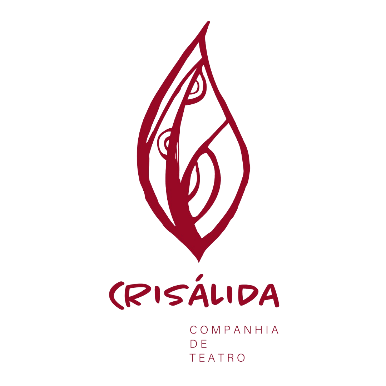 CRISÁLIDA
COMPANHIA
DE
TEATRO